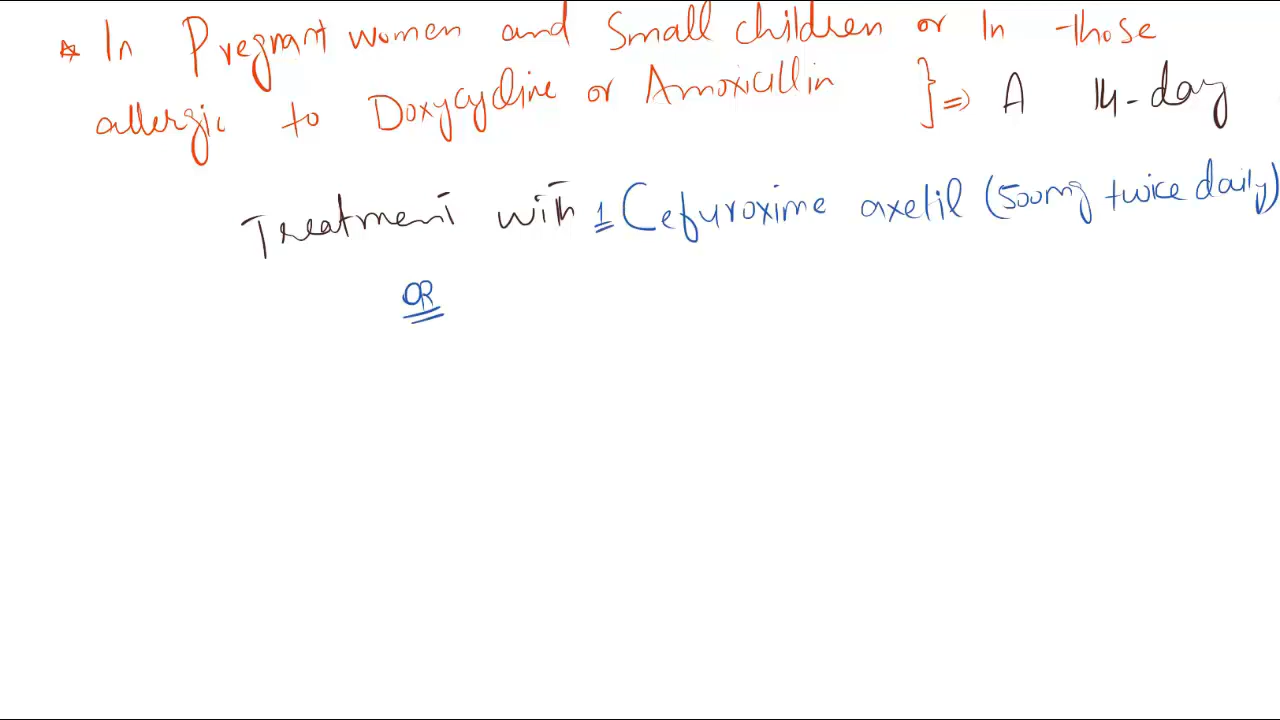 * In Pregnant women and Small children or In those
allergic to Doxycycline or Amoxicillin } => A 14-day
Treatment with 1 Cefuroxime axetil (500mg twice daily)
OR